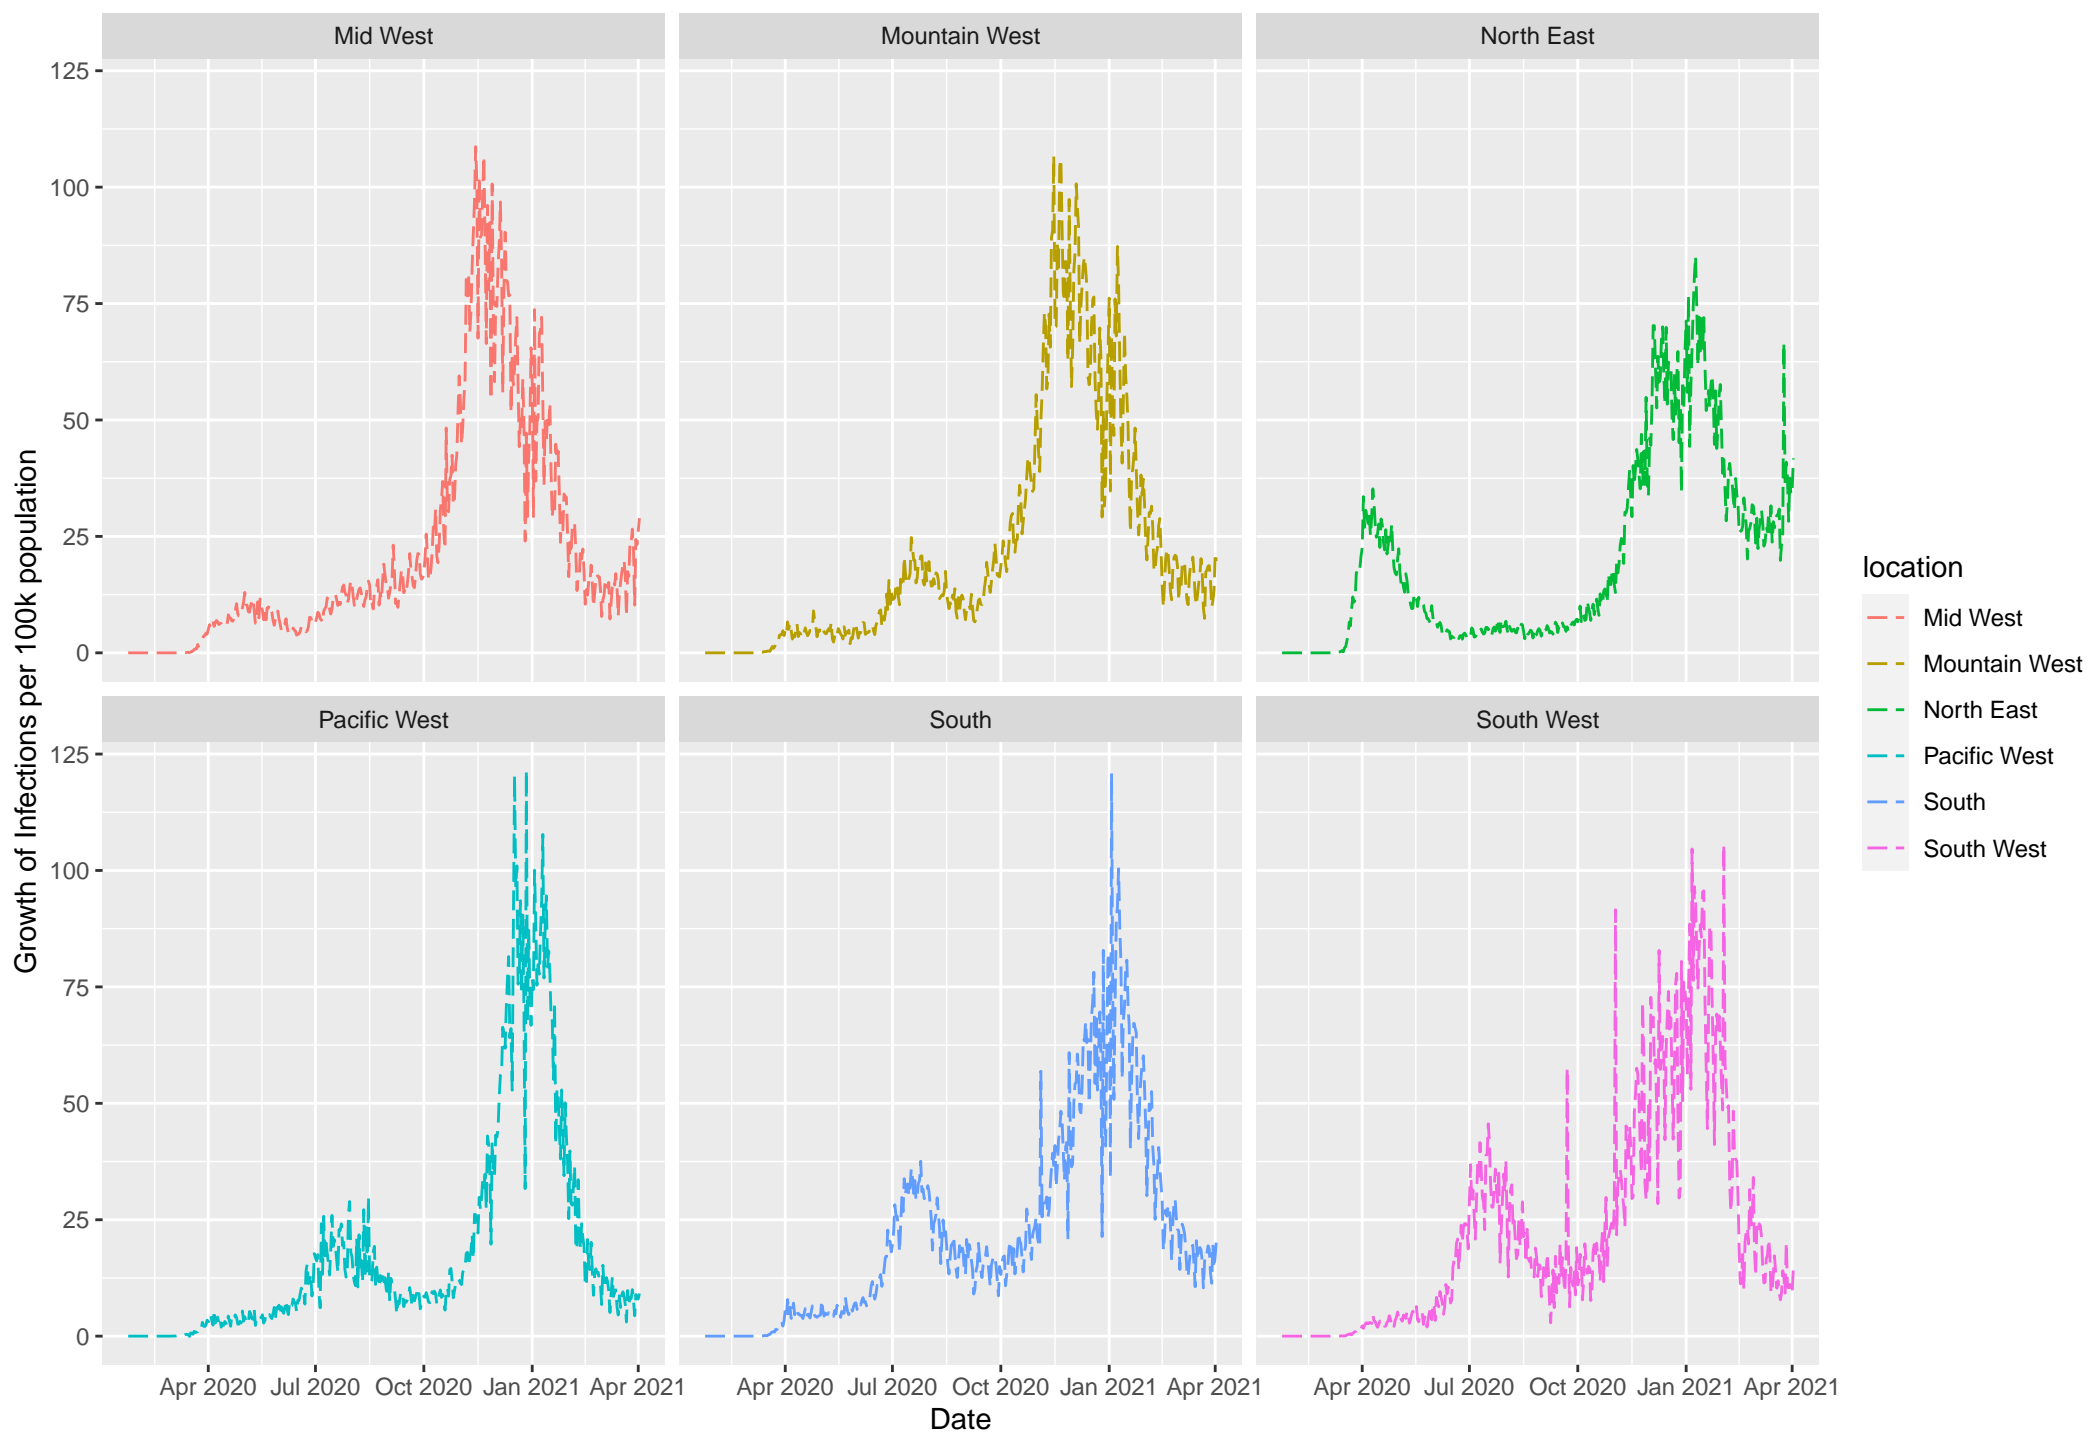 Mid West
Mountain West
North East
125
100
75
50
25
0
Pacific West
South
South West
125
100
75
50
25
0
Apr 2020 Jul 2020 Oct 2020 Jan 2021 Apr 2021
Apr 2020 Jul 2020 Oct 2020 Jan 2021 Apr 2021
Apr 2020 Jul 2020 Oct 2020 Jan 2021 Apr 2021
Date
Growth of Infections per 100k population
location
Mid West
Mountain West
North East
Pacific West
South
South West